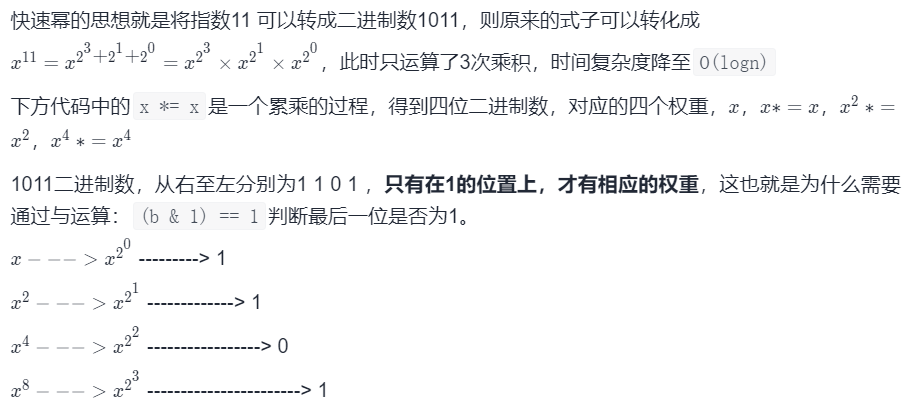 快速幂的思想就是将指数11 可以转成二进制数1011，则原来的式子可以转化成
x^{11} = x^{2^3+2^1+2^0} = x^{2^3} × x^{2^1} × x^{2^0}，此时只运算了3次乘积，时间复杂度降至 O(logn)
下方代码中的 x *= x 是一个累乘的过程，得到四位二进制数，对应的四个权重，x，x* = x，x^2 * =
x^2，x^4 * = x^4
1011二进制数，从右至左分别为1 1 0 1 ，只有在1的位置上，才有相应的权重，这也就是为什么需要
通过与运算： (b & 1) == 1 判断最后一位是否为1。
x − − − > x^{2^0} ---------> 1
x^2 − − − > x^{2^1} -------------> 1
x^4 − − − > x^{2^2} -----------------> 0
x^8 − − − > x^{2^3} -----------------------> 1